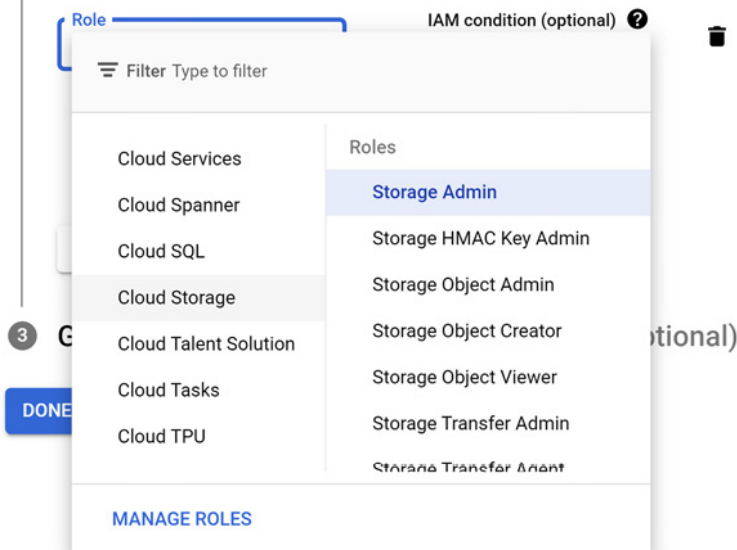 Role
IAM condition (optional) ?
Filter Type to filter
Cloud Services
Cloud Spanner
Cloud SQL
Cloud Storage
Cloud Talent Solution
Cloud Tasks
Cloud TPU
Roles
Storage Admin
Storage HMAC Key Admin
Storage Object Admin
Storage Object Creator
Storage Object Viewer
Storage Transfer Admin
Storage Transfer Agent
MANAGE ROLES
3 G
tional)
DONE